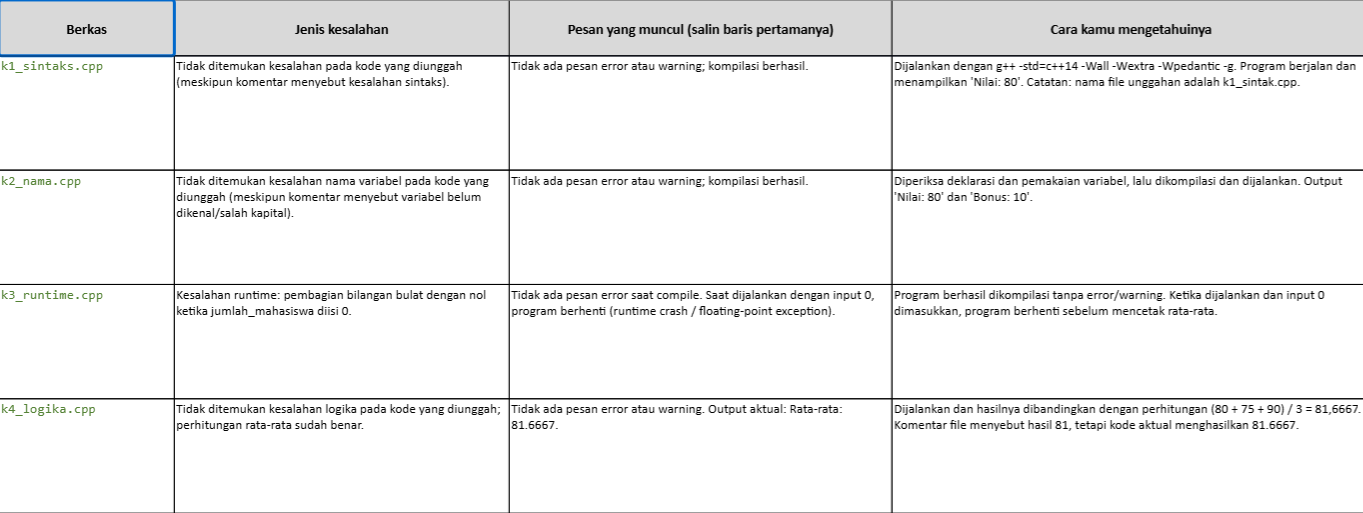 Berkas
Jenis kesalahan
Pesan yang muncul (salin baris pertamanya)
Cara kamu mengetahuinya
k1_sintaks.cpp
Tidak ditemukan kesalahan pada kode yang diunggah
(meskipun komentar menyebut kesalahan sintaks).
Tidak ada pesan error atau warning; kompilasi berhasil.
Dijalankan dengan g++ -std=c++14 -Wall -Wextra -Wpedantic -g. Program berjalan dan
menampilkan 'Nilai: 80'. Catatan: nama file unggahan adalah k1_sintak.cpp.
k2_nama.cpp
Tidak ditemukan kesalahan nama variabel pada kode yang
diunggah (meskipun komentar menyebut variabel belum
dikenal/salah kapital).
Tidak ada pesan error atau warning; kompilasi berhasil.
Diperiksa deklarasi dan pemakaian variabel, lalu dikompilasi dan dijalankan. Output
'Nilai: 80' dan 'Bonus: 10'.
k3_runtime.cpp
Kesalahan runtime: pembagian bilangan bulat dengan nol
ketika jumlah_mahasiswa diisi 0.
Tidak ada pesan error saat compile. Saat dijalankan dengan input 0,
program berhenti (runtime crash / floating-point exception).
Program berhasil dikompilasi tanpa error/warning. Ketika dijalankan dan input 0
dimasukkan, program berhenti sebelum mencetak rata-rata.
k4_logika.cpp
Tidak ditemukan kesalahan logika pada kode yang diunggah;
perhitungan rata-rata sudah benar.
Tidak ada pesan error atau warning. Output aktual: Rata-rata:
81.6667.
Dijalankan dan hasilnya dibandingkan dengan perhitungan (80 + 75 + 90) / 3 = 81,6667.
Komentar file menyebut hasil 81, tetapi kode aktual menghasilkan 81.6667.